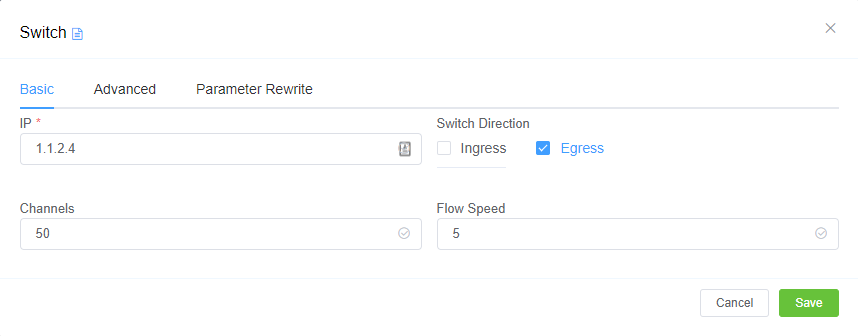 Switch
Basic Advanced Parameter Rewrite
IP * Switch Direction
1.1.2.4 Ingress Egress
Channels Flow Speed
50 5
Cancel Save